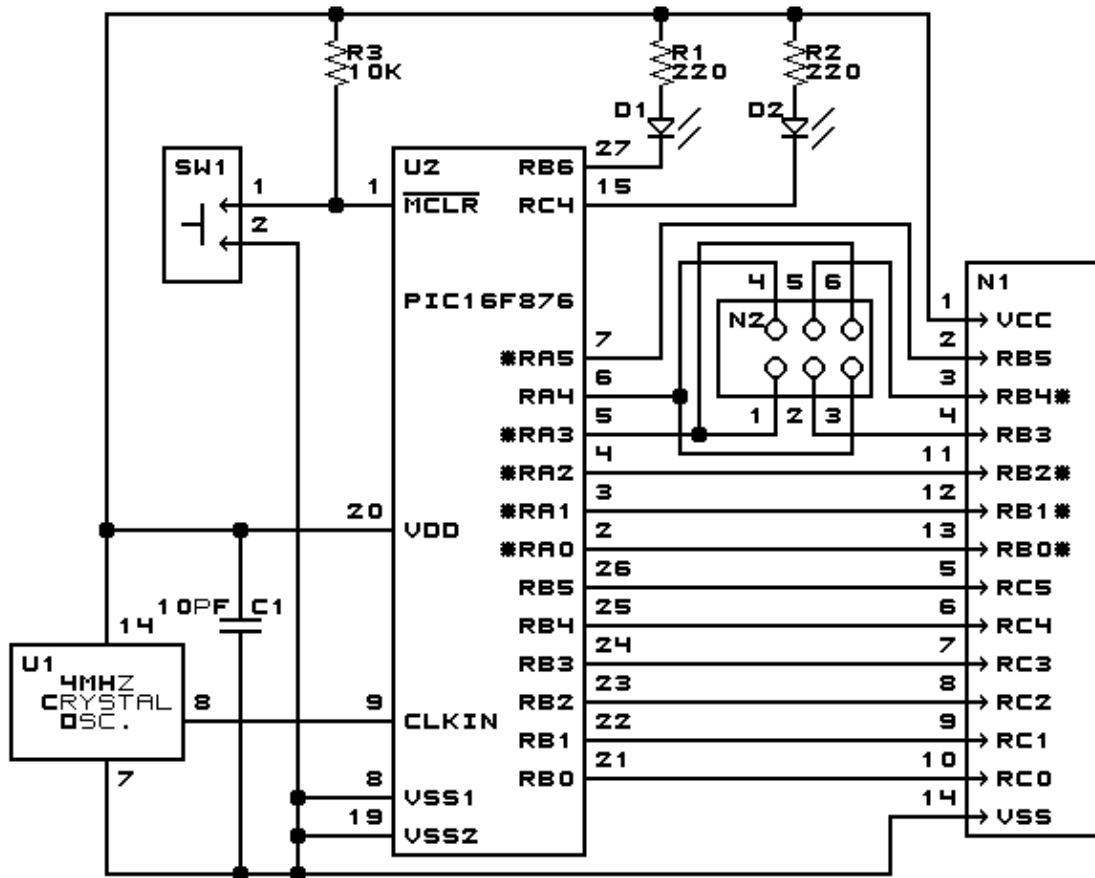 R3
10K
R1
220
R2
220
D1
D2
SW1
1
2
U2
1
MCLR
PIC16F876
20
VDD
9
CLKIN
8
VSS1
19
VSS2
RB6
27
RC4
15
*RA5
7
RA4
6
*RA3
5
*RA2
4
*RA1
3
*RA0
2
RB5
26
RB4
25
RB3
24
RB2
23
RB1
22
RB0
21
4 5 6
N2
1 2 3
N1
1
VCC
2
RB5
3
RB4*
4
RB3
11
RB2*
12
RB1*
13
RB0*
5
RC5
6
RC4
7
RC3
8
RC2
9
RC1
10
RC0
14
VSS
10PF C1
14
U1
4MHZ
CRYSTAL
OSC.
8
7